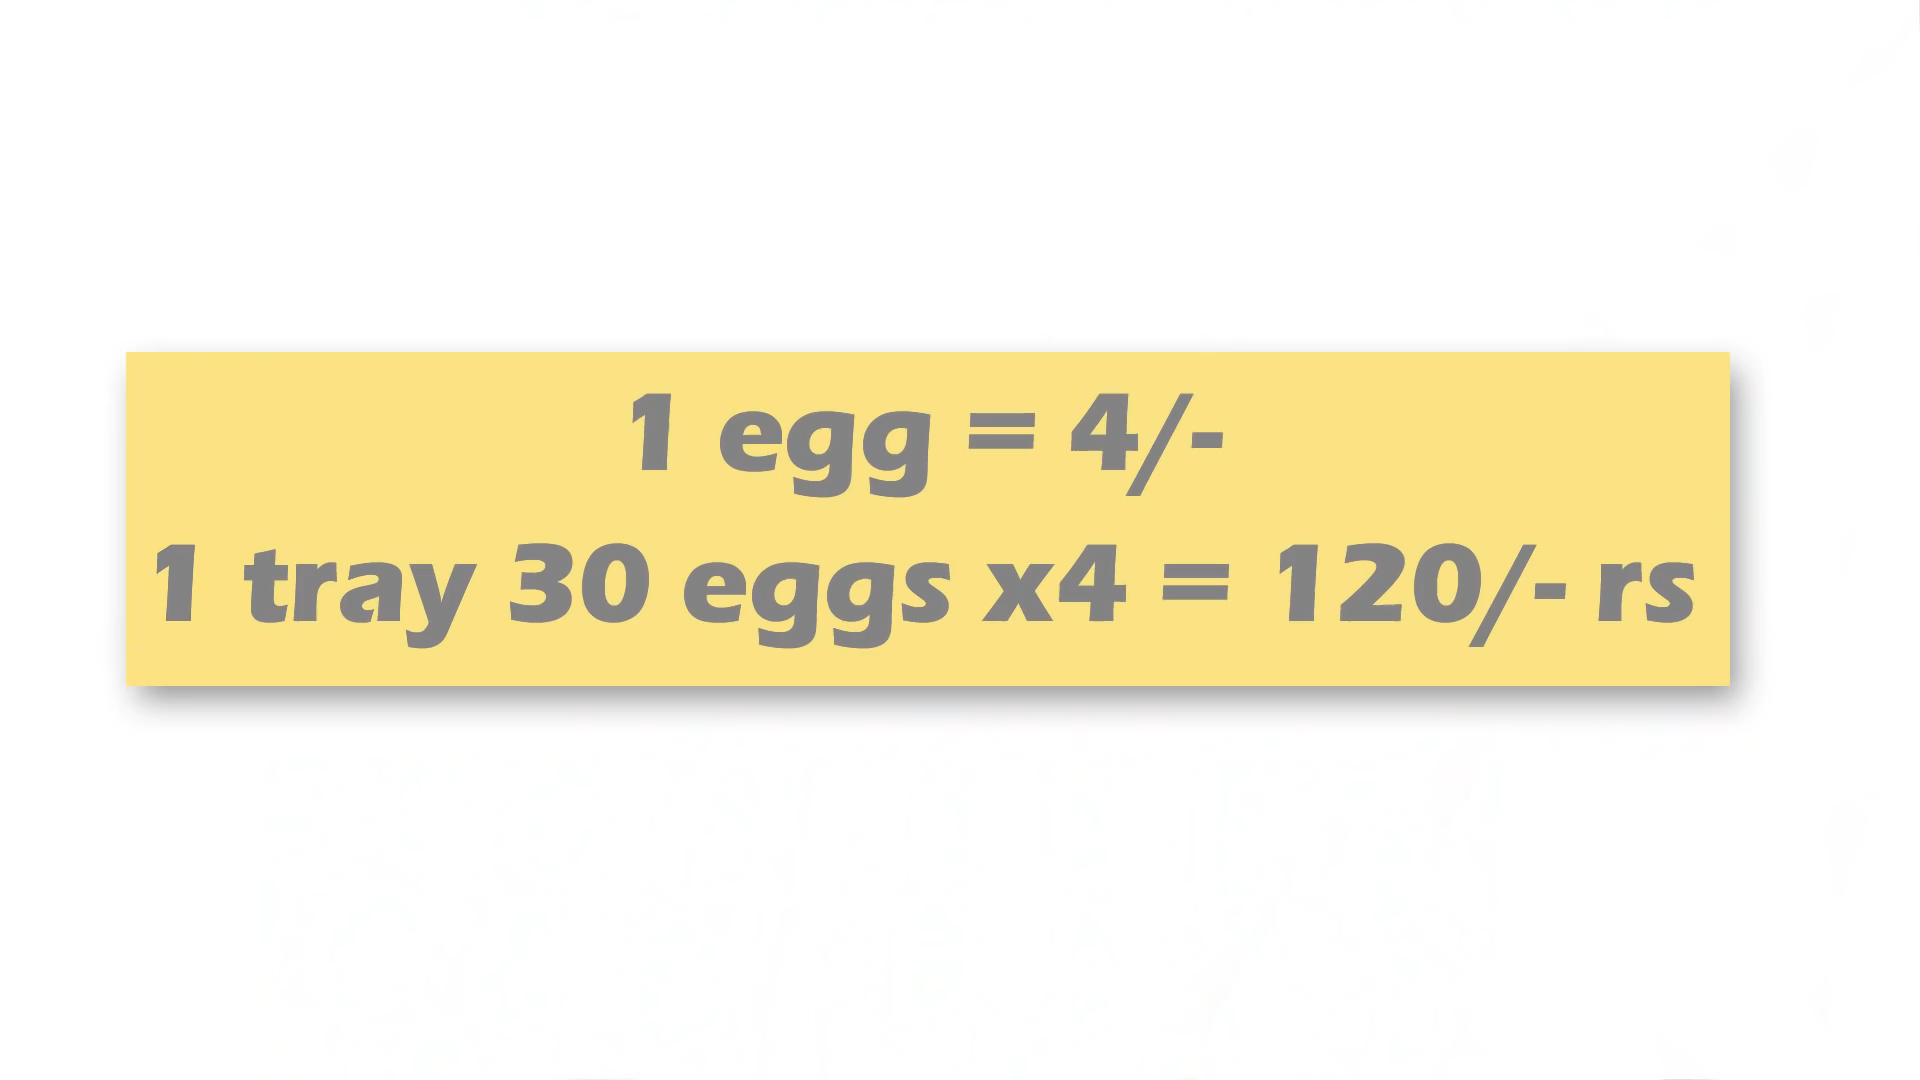 1 egg = 4/-
1 tray 30 eggs x4 = 120/- rs